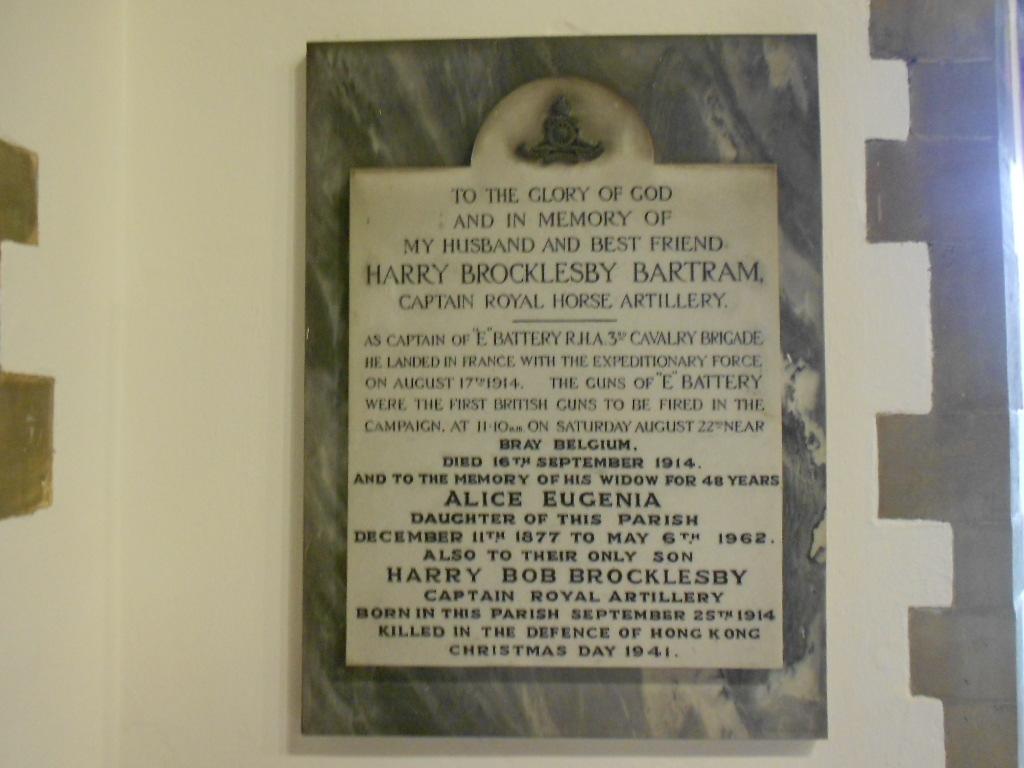 TO THE GLORY OF GOD
AND IN MEMORY OF
MY HUSBAND AND BEST FRIEND
HARRY BROCKLESBY BARTRAM,
CAPTAIN ROYAL HORSE ARTILLERY.
AS CAPTAIN OF "E" BATTERY R.H.A. 3RD CAVALRY BRIGADE
HE LANDED IN FRANCE WITH THE EXPEDITIONARY FORCE
ON AUGUST 17TH 1914. THE GUNS OF "E" BATTERY
WERE THE FIRST BRITISH GUNS TO BE FIRED IN THE
CAMPAIGN, AT 11·10 A.M. ON SATURDAY AUGUST 22ND NEAR
BRAY BELGIUM.
DIED 16TH SEPTEMBER 1914.
AND TO THE MEMORY OF HIS WIDOW FOR 48 YEARS
ALICE EUGENIA
DAUGHTER OF THIS PARISH
DECEMBER 11TH 1877 TO MAY 6TH 1962.
ALSO TO THEIR ONLY SON
HARRY BOB BROCKLESBY
CAPTAIN ROYAL ARTILLERY
BORN IN THIS PARISH SEPTEMBER 25TH 1914
KILLED IN THE DEFENCE OF HONG KONG
CHRISTMAS DAY 1941.